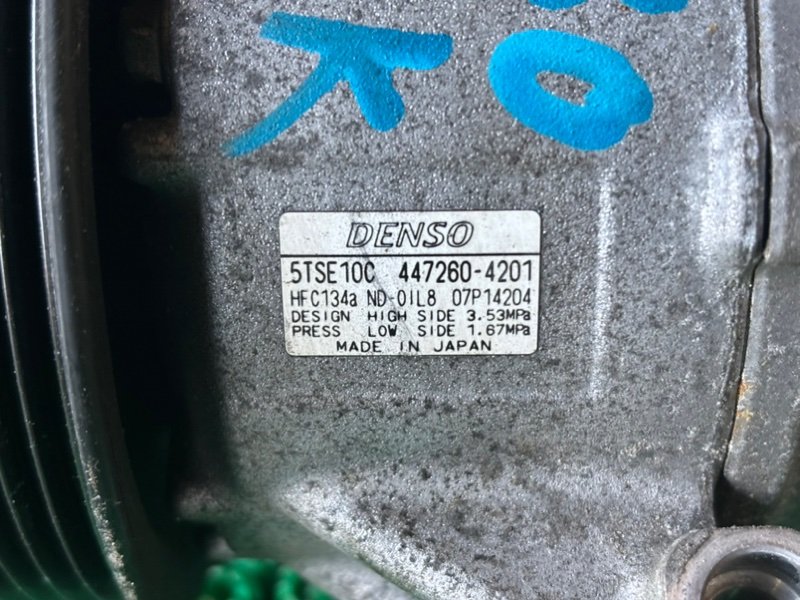 DENSO
5TSE10C 447260-4201
HFC134a ND-OIL8 07P14204
DESIGN HIGH SIDE 3.53MPa
PRESS LOW SIDE 1.67MPa
MADE IN JAPAN